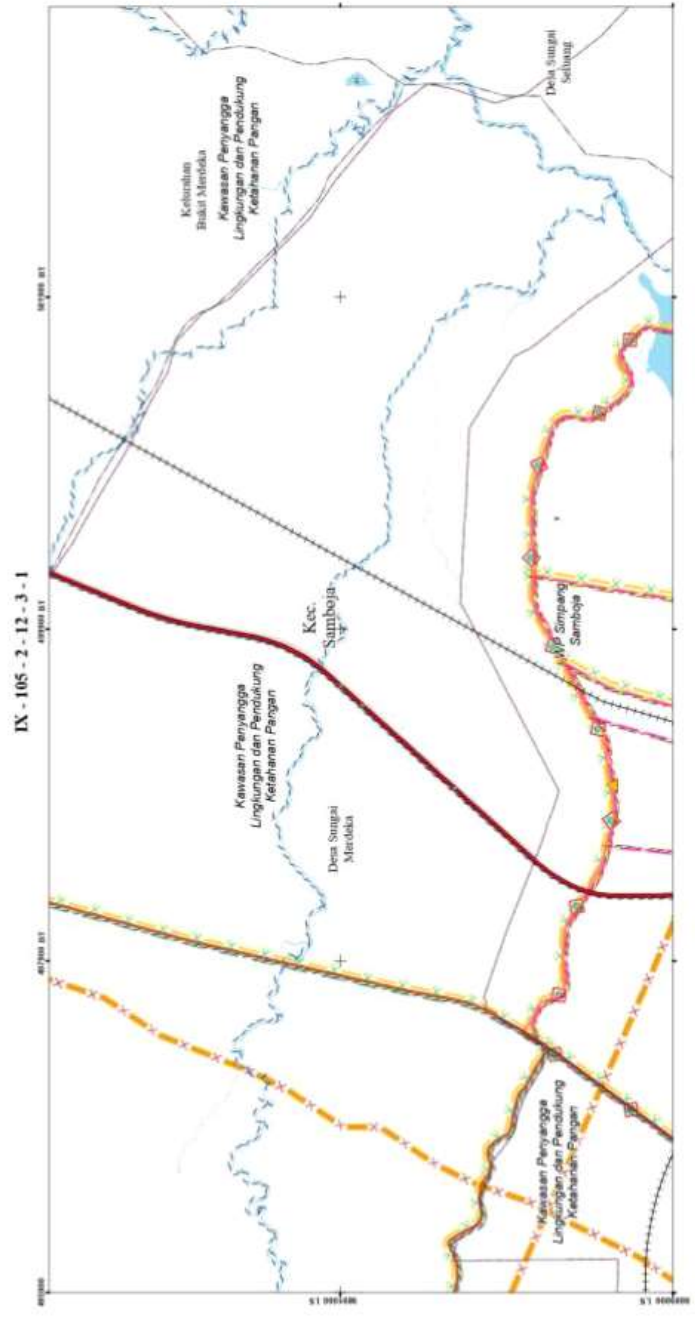 IX - 105 - 2 - 12 - 3 - 1
Kelurahan
Bukit Merdeka
Kawasan Penyangga
Lingkungan dan Pendukung
Ketahanan Pangan
Desa Sungai
Seluang
Kec.
Samboja
Kawasan Penyangga
Lingkungan dan Pendukung
Ketahanan Pangan
Desa Sungai
Merdeka
WP Simpang
Samboja
Kawasan Penyangga
Lingkungan dan Pendukung
Ketahanan Pangan